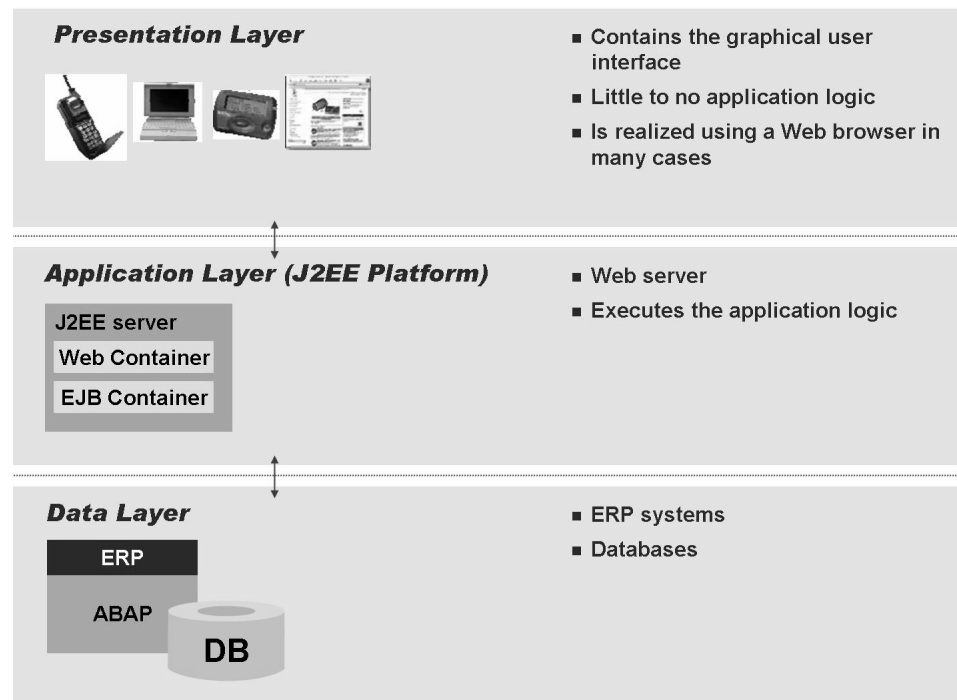 Presentation Layer
■ Contains the graphical user
interface
■ Little to no application logic
■ Is realized using a Web browser in
many cases
Application Layer (J2EE Platform)
J2EE server
Web Container
EJB Container
■ Web server
■ Executes the application logic
Data Layer
ERP
ABAP
DB
■ ERP systems
■ Databases